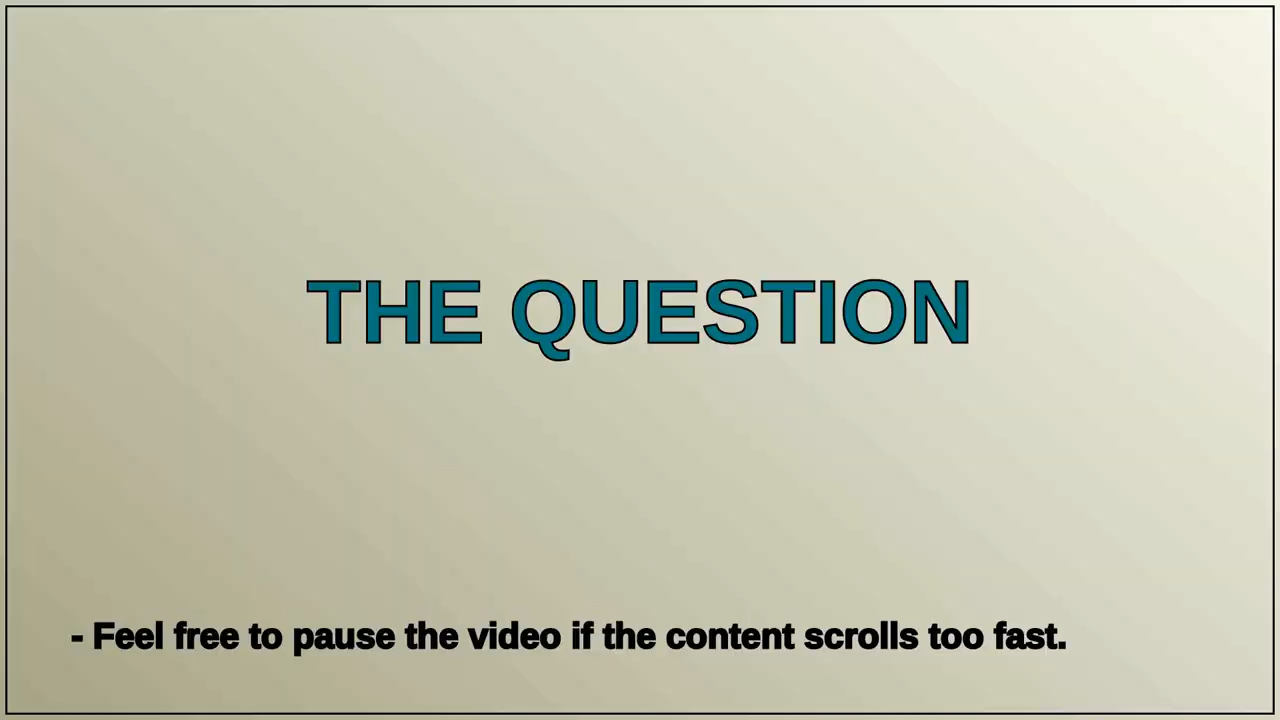 THE QUESTION
- Feel free to pause the video if the content scrolls too fast.